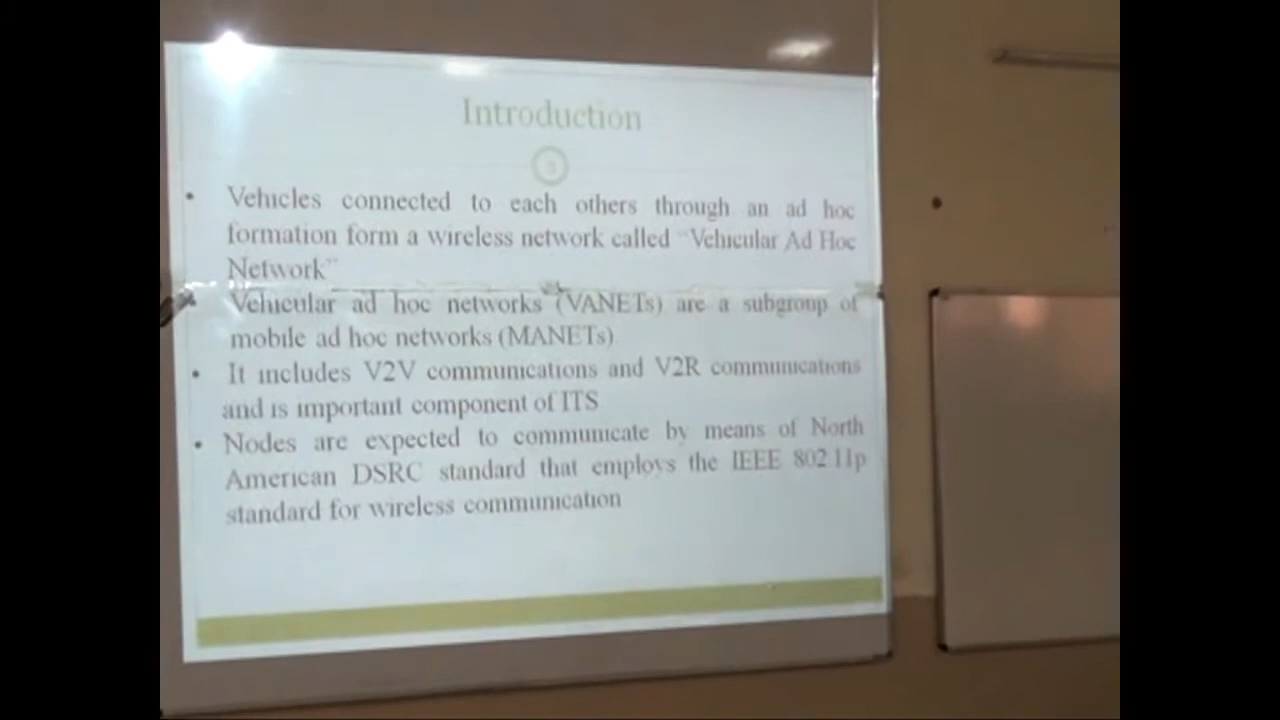 Introduction
3
• Vehicles connected to each others through an ad hoc
formation form a wireless network called "Vehicular Ad Hoc
Network"
• Vehicular ad hoc networks (VANETs) are a subgroup of
mobile ad hoc networks (MANETs)
• It includes V2V communications and V2R communications
and is important component of ITS
• Nodes are expected to communicate by means of North
American DSRC standard that employs the IEEE 802.11p
standard for wireless communication